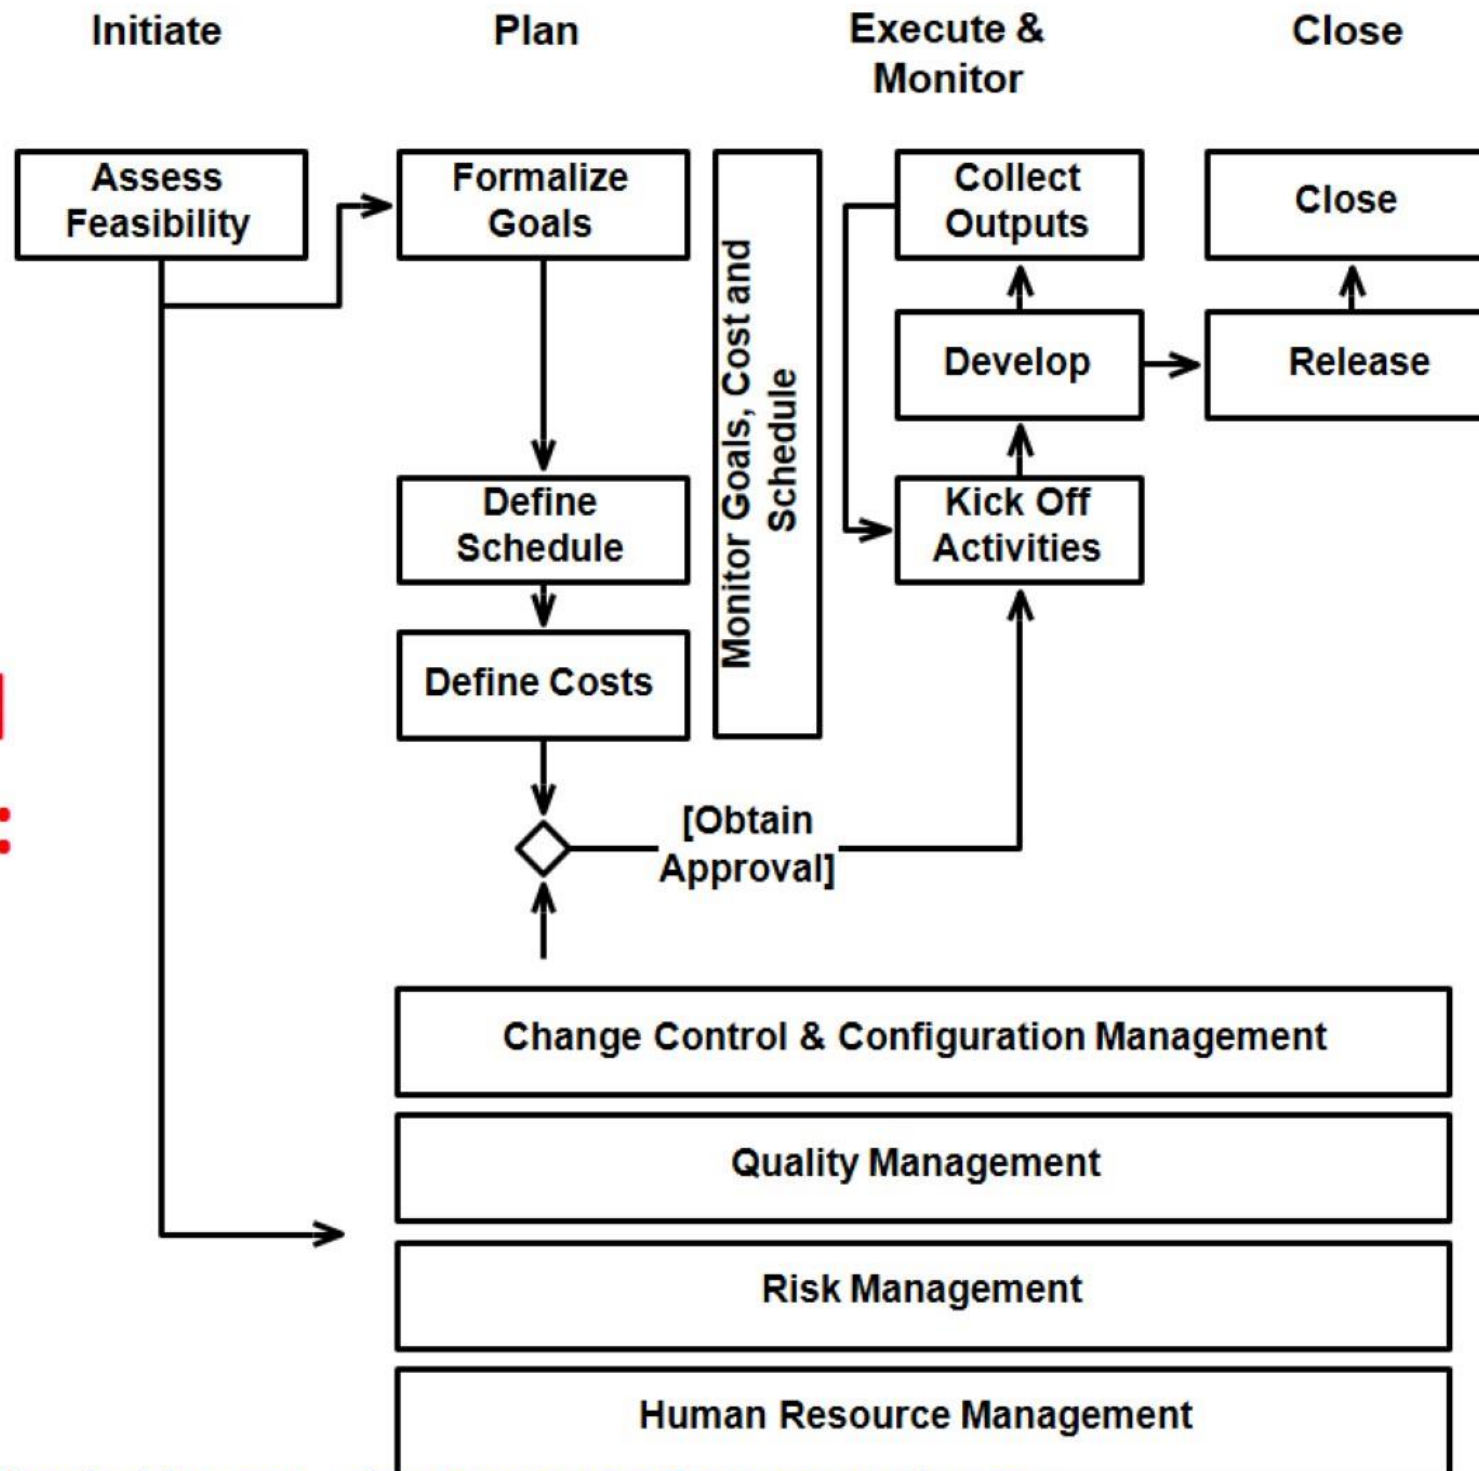 Initiate
Plan
Execute &
Monitor
Close
Assess
Feasibility
Formalize
Goals
Define
Schedule
Define Costs
Monitor Goals, Cost and
Schedule
Collect
Outputs
Develop
Kick Off
Activities
Close
Release
[Obtain
Approval]
Change Control & Configuration Management
Quality Management
Risk Management
Human Resource Management